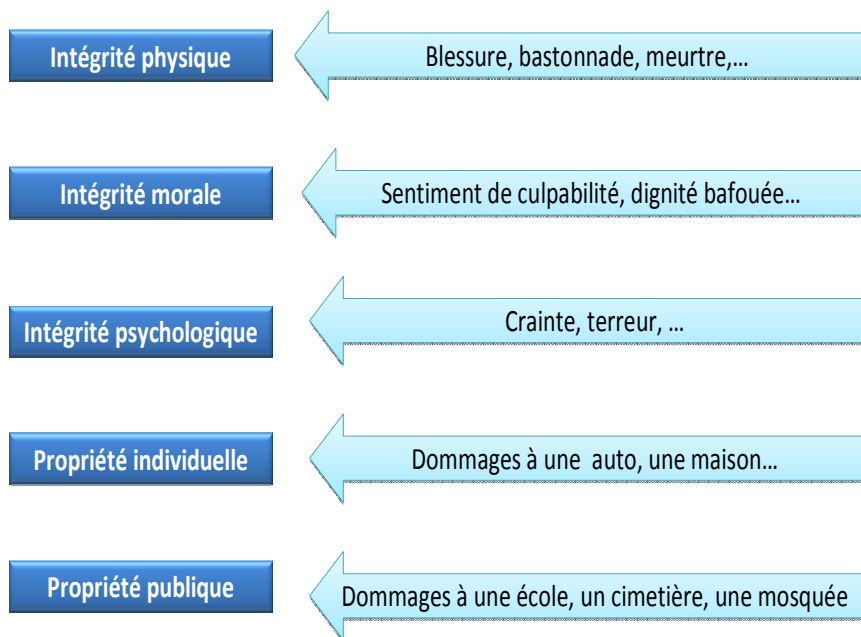 Intégrité physique
Blessure, bastonnade, meurtre,...
Intégrité morale
Sentiment de culpabilité, dignité bafouée...
Intégrité psychologique
Crainte, terreur, ...
Propriété individuelle
Dommages à une auto, une maison...
Propriété publique
Dommages à une école, un cimetière, une mosquée